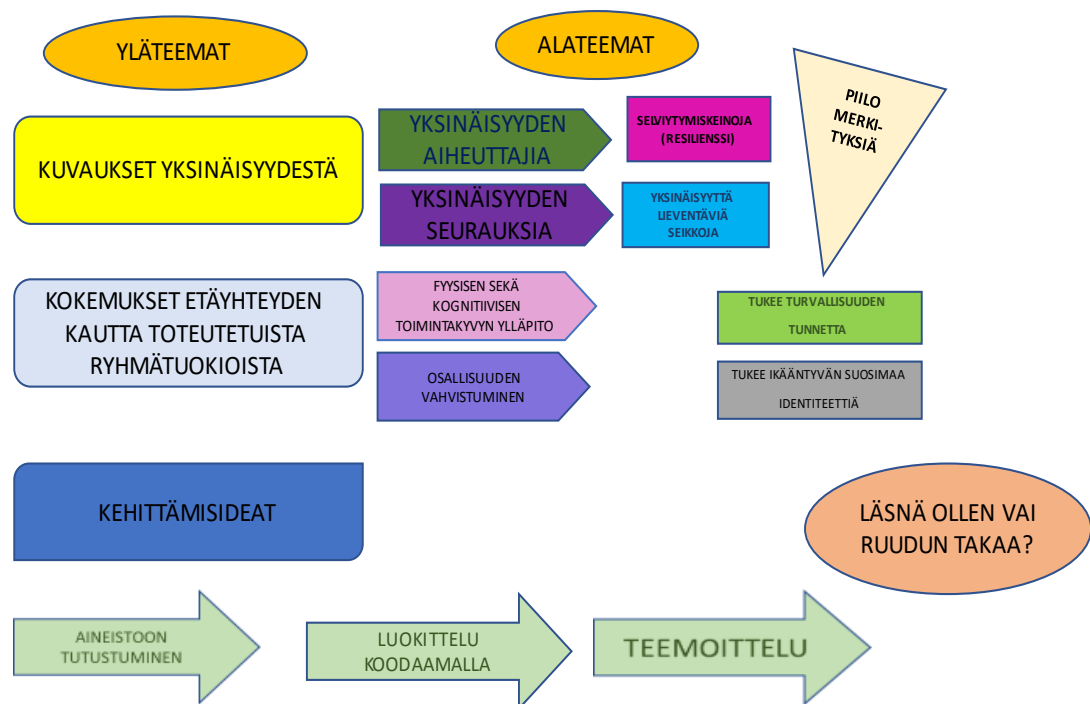 YLÄTEEMAT
ALATEEMAT
PIILO
MERKI-
TYKSIÄ
KUVAUKSET YKSINÄISYYDESTÄ
YKSINÄISYYDEN
AIHEUTTAJIA
SELVIYTYMISKEINOJA
(RESILIENSSI)
YKSINÄISYYDEN
SEURAUKSIA
YKSINÄISYYTTÄ
LIEVENTÄVIÄ
SEIKKOJA
KOKEMUKSET ETÄYHTEYDEN
KAUTTA TOTEUTETUISTA
RYHMÄTUOKIOISTA
FYYSISEN SEKÄ
KOGNITIIVISEN
TOIMINTAKYVYN YLLÄPITO
TUKEE TURVALLISUUDEN
TUNNETTA
OSALLISUUDEN
VAHVISTUMINEN
TUKEE IKÄÄNTYVÄN SUOSIMAA
IDENTITEETTIÄ
KEHITTÄMISIDEAT
LÄSNÄ OLLEN VAI
RUUDUN TAKAA?
AINEISTOON
TUTUSTUMINEN
LUOKITTELU
KOODAAMALLA
TEEMOITTELU